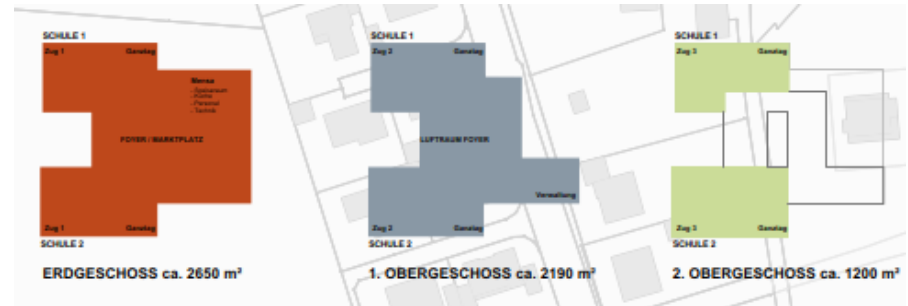 SCHULE 1
Zug 1 Ganztag
Mensa
- Speiseraum
- Küche
- Personal
- Technik
FOYER / MARKTPLATZ
Zug 1 Ganztag
SCHULE 2
ERDGESCHOSS ca. 2650 m²
SCHULE 1
Zug 2 Ganztag
LUFTRAUM FOYER
Verwaltung
Zug 2 Ganztag
SCHULE 2
1. OBERGESCHOSS ca. 2190 m²
SCHULE 1
Zug 3 Ganztag
Zug 3 Ganztag
SCHULE 2
2. OBERGESCHOSS ca. 1200 m²